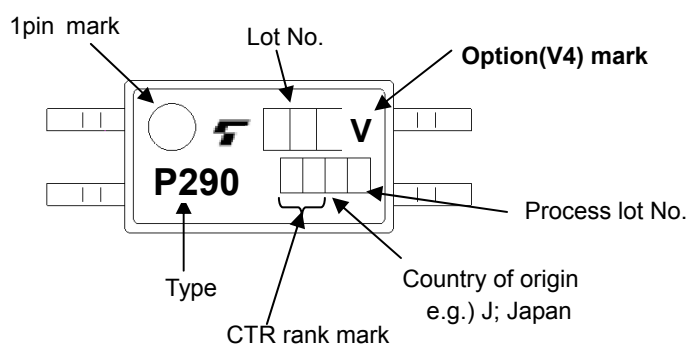 1pin mark
Lot No.
Option(V4) mark
V
P290
Process lot No.
Type
Country of origin
e.g.) J; Japan
CTR rank mark